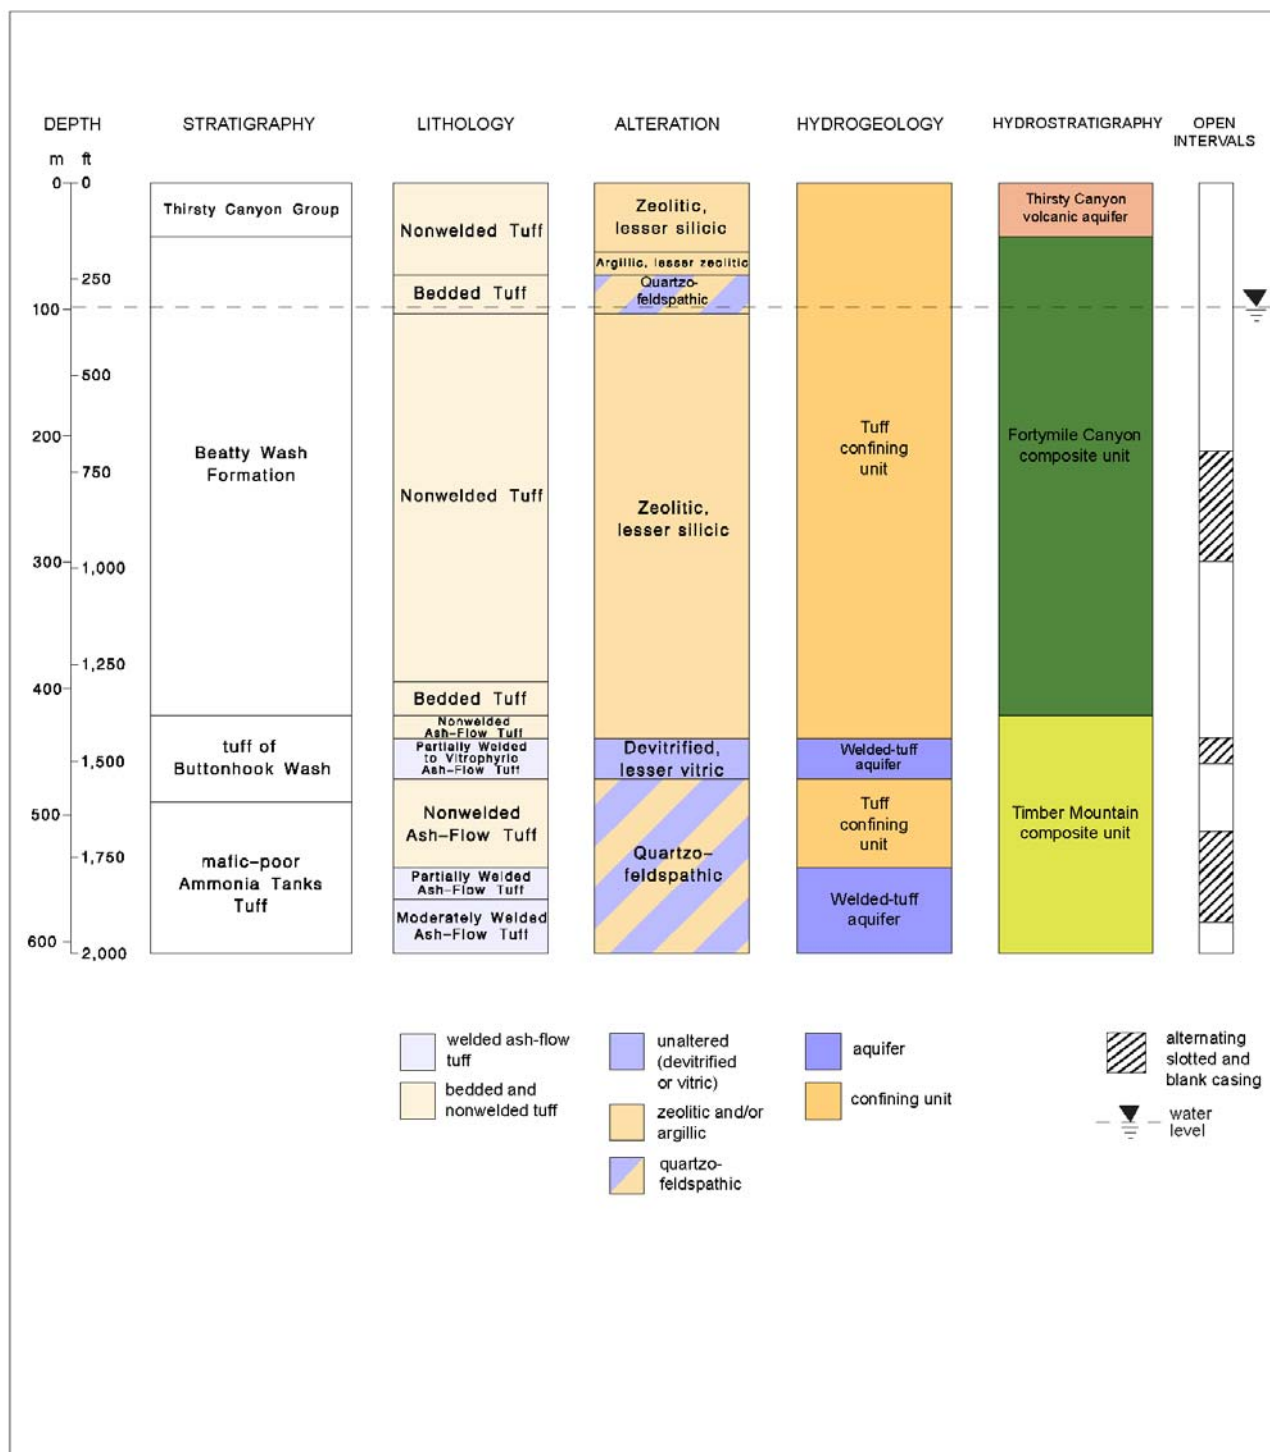 DEPTH
STRATIGRAPHY
LITHOLOGY
ALTERATION
HYDROGEOLOGY
HYDROSTRATIGRAPHY
OPEN
INTERVALS
m ft
0 0
250
100
500
200
750
300
1,000
1,250
400
1,500
500
1,750
600
2,000
Thirsty Canyon Group
Beatty Wash
Formation
tuff of
Buttonhook Wash
mafic-poor
Ammonia Tanks
Tuff
Nonwelded Tuff
Bedded Tuff
Nonwelded Tuff
Bedded Tuff
Nonwelded
Ash-Flow Tuff
Partially Welded
to Vitrophyric
Ash-Flow Tuff
Nonwelded
Ash-Flow Tuff
Partially Welded
Ash-Flow Tuff
Moderately Welded
Ash-Flow Tuff
Zeolitic,
lesser silicic
Argillic, lesser zeolitic
Quartzo-
feldspathic
Zeolitic,
lesser silicic
Devitrified,
lesser vitric
Quartzo-
feldspathic
Tuff
confining
unit
Welded-tuff
aquifer
Tuff
confining
unit
Welded-tuff
aquifer
Thirsty Canyon
volcanic aquifer
Fortymile Canyon
composite unit
Timber Mountain
composite unit
welded ash-flow
tuff
bedded and
nonwelded tuff
unaltered
(devitrified
or vitric)
zeolitic and/or
argillic
quartzo-
feldspathic
aquifer
confining unit
alternating
slotted and
blank casing
water
level